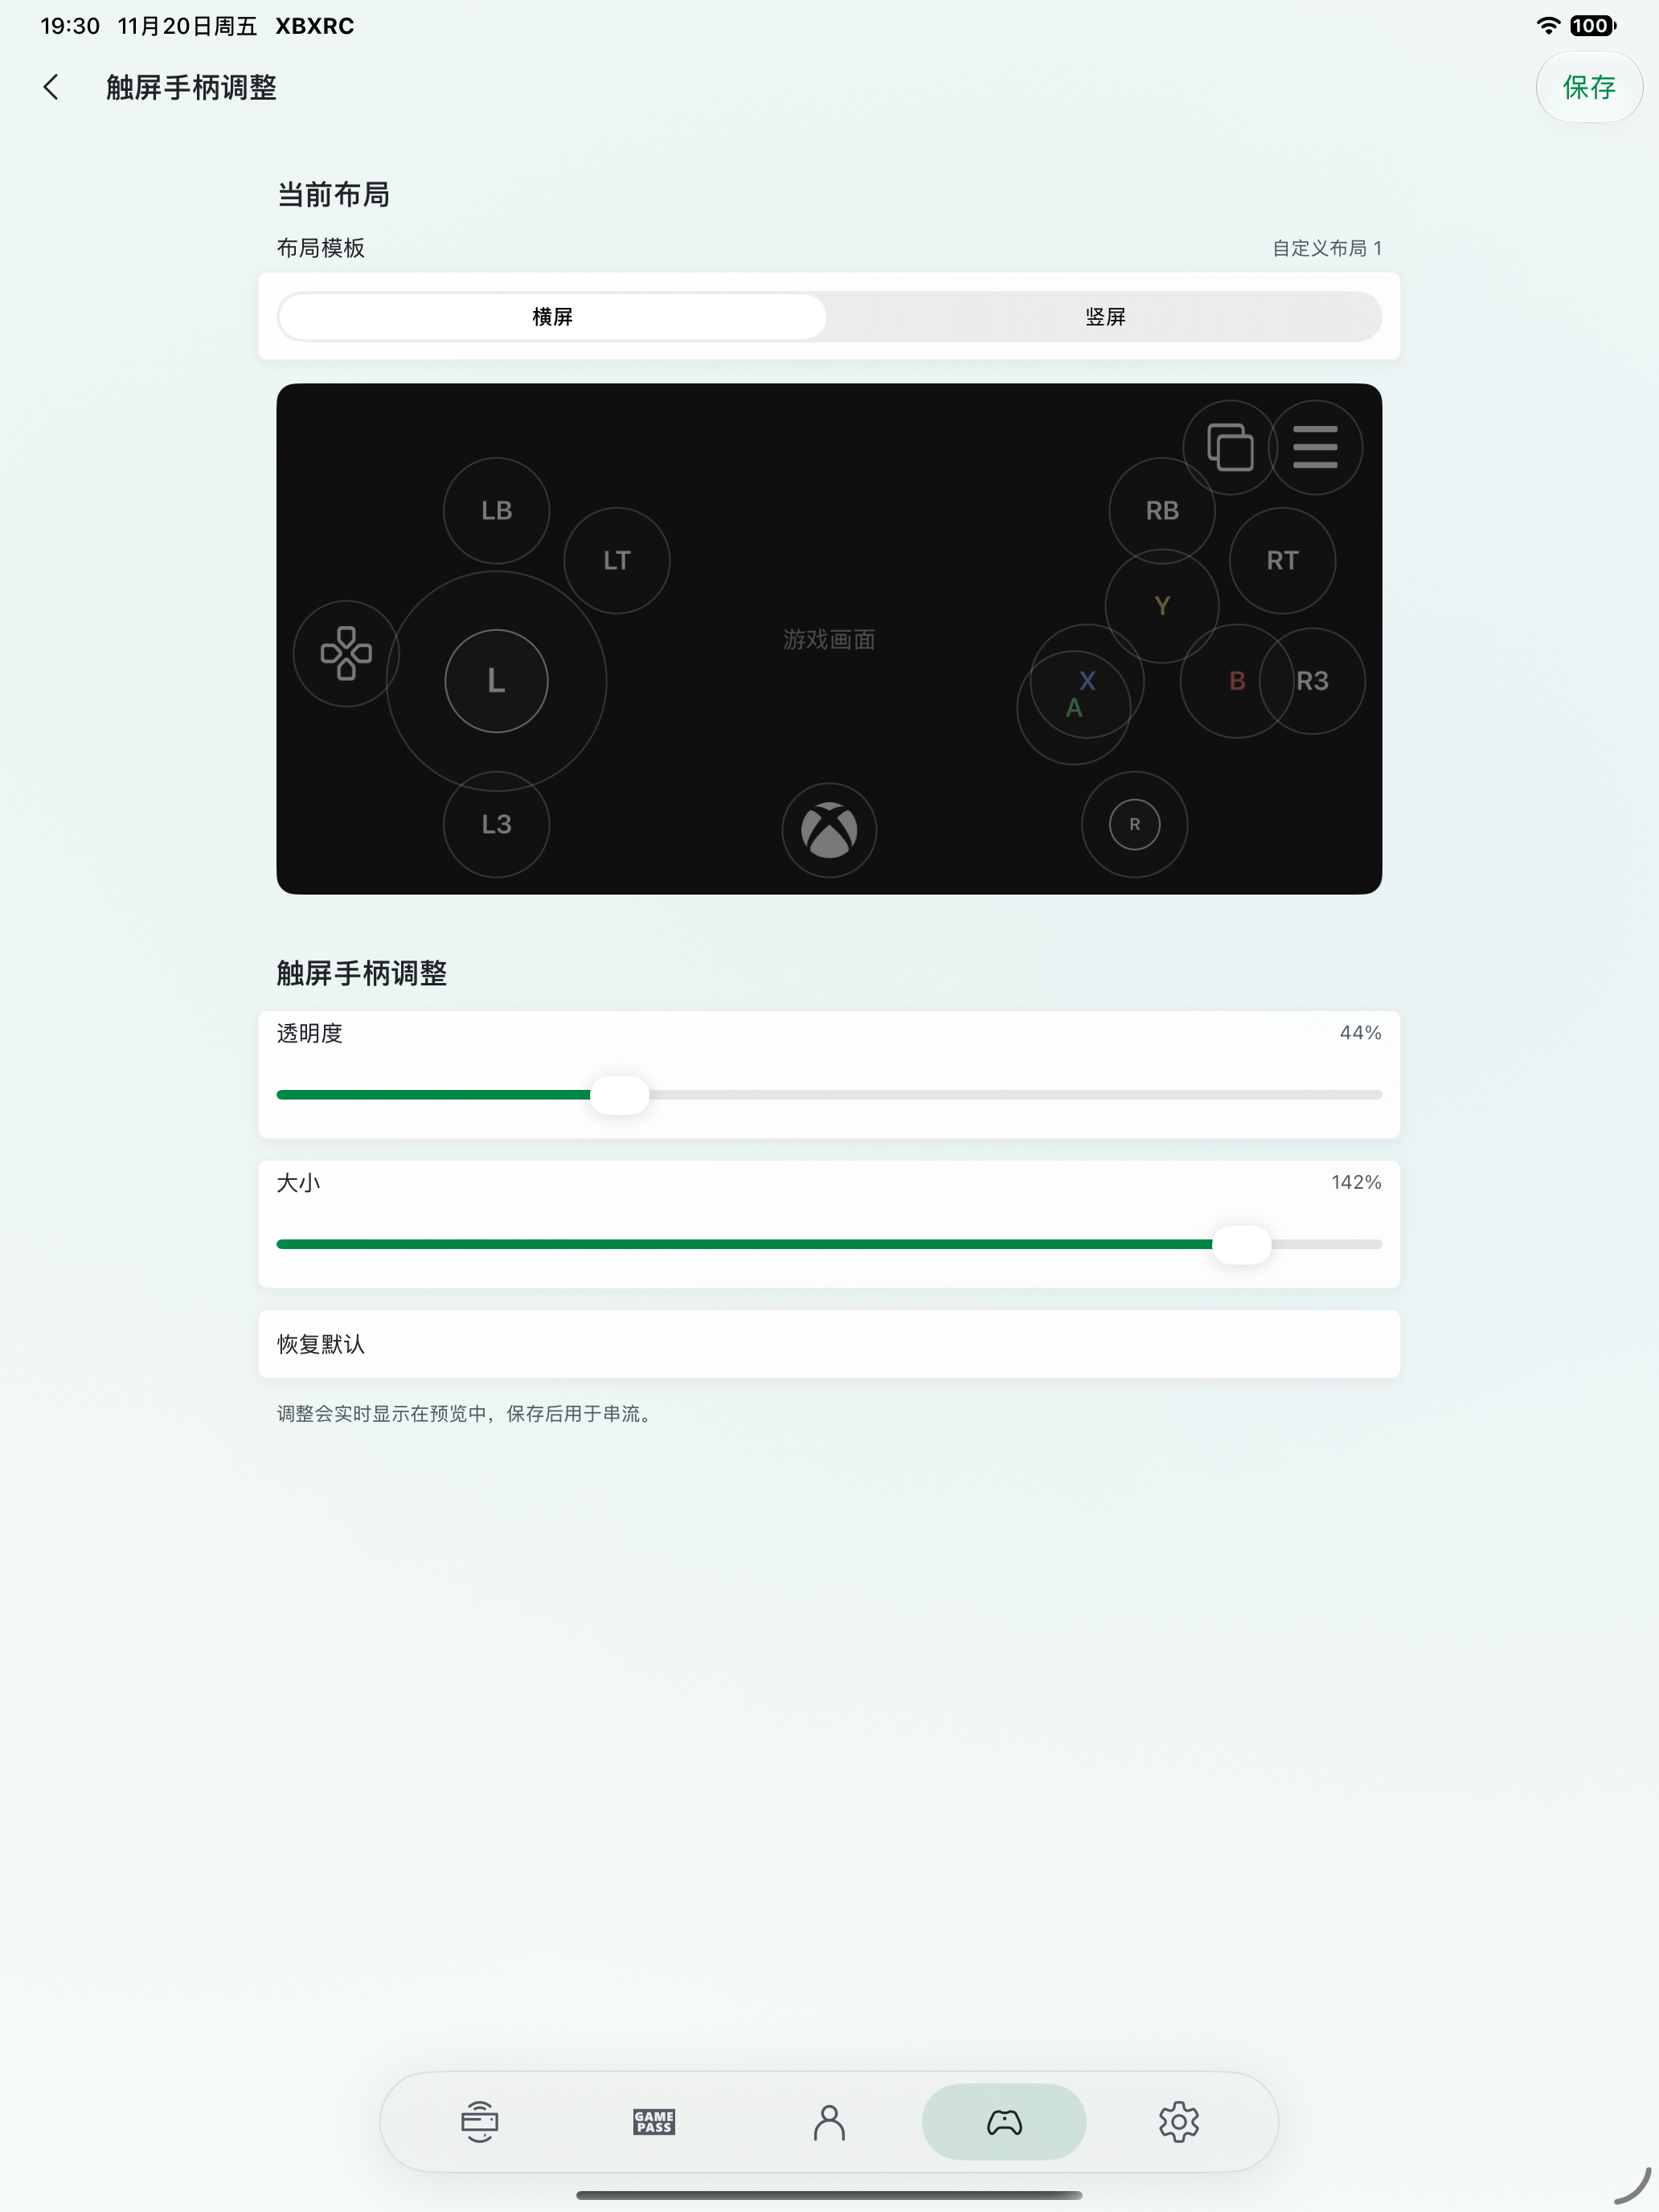 19:30 11月20日周五 XBXRC 100
触屏手柄调整
保存
当前布局
布局模板 自定义布局 1
横屏 竖屏
LB RB
LT RT
Y
游戏画面
L X B R3
A
L3 R
触屏手柄调整
透明度 44%
大小 142%
恢复默认
调整会实时显示在预览中，保存后用于串流。
GAME
PASS